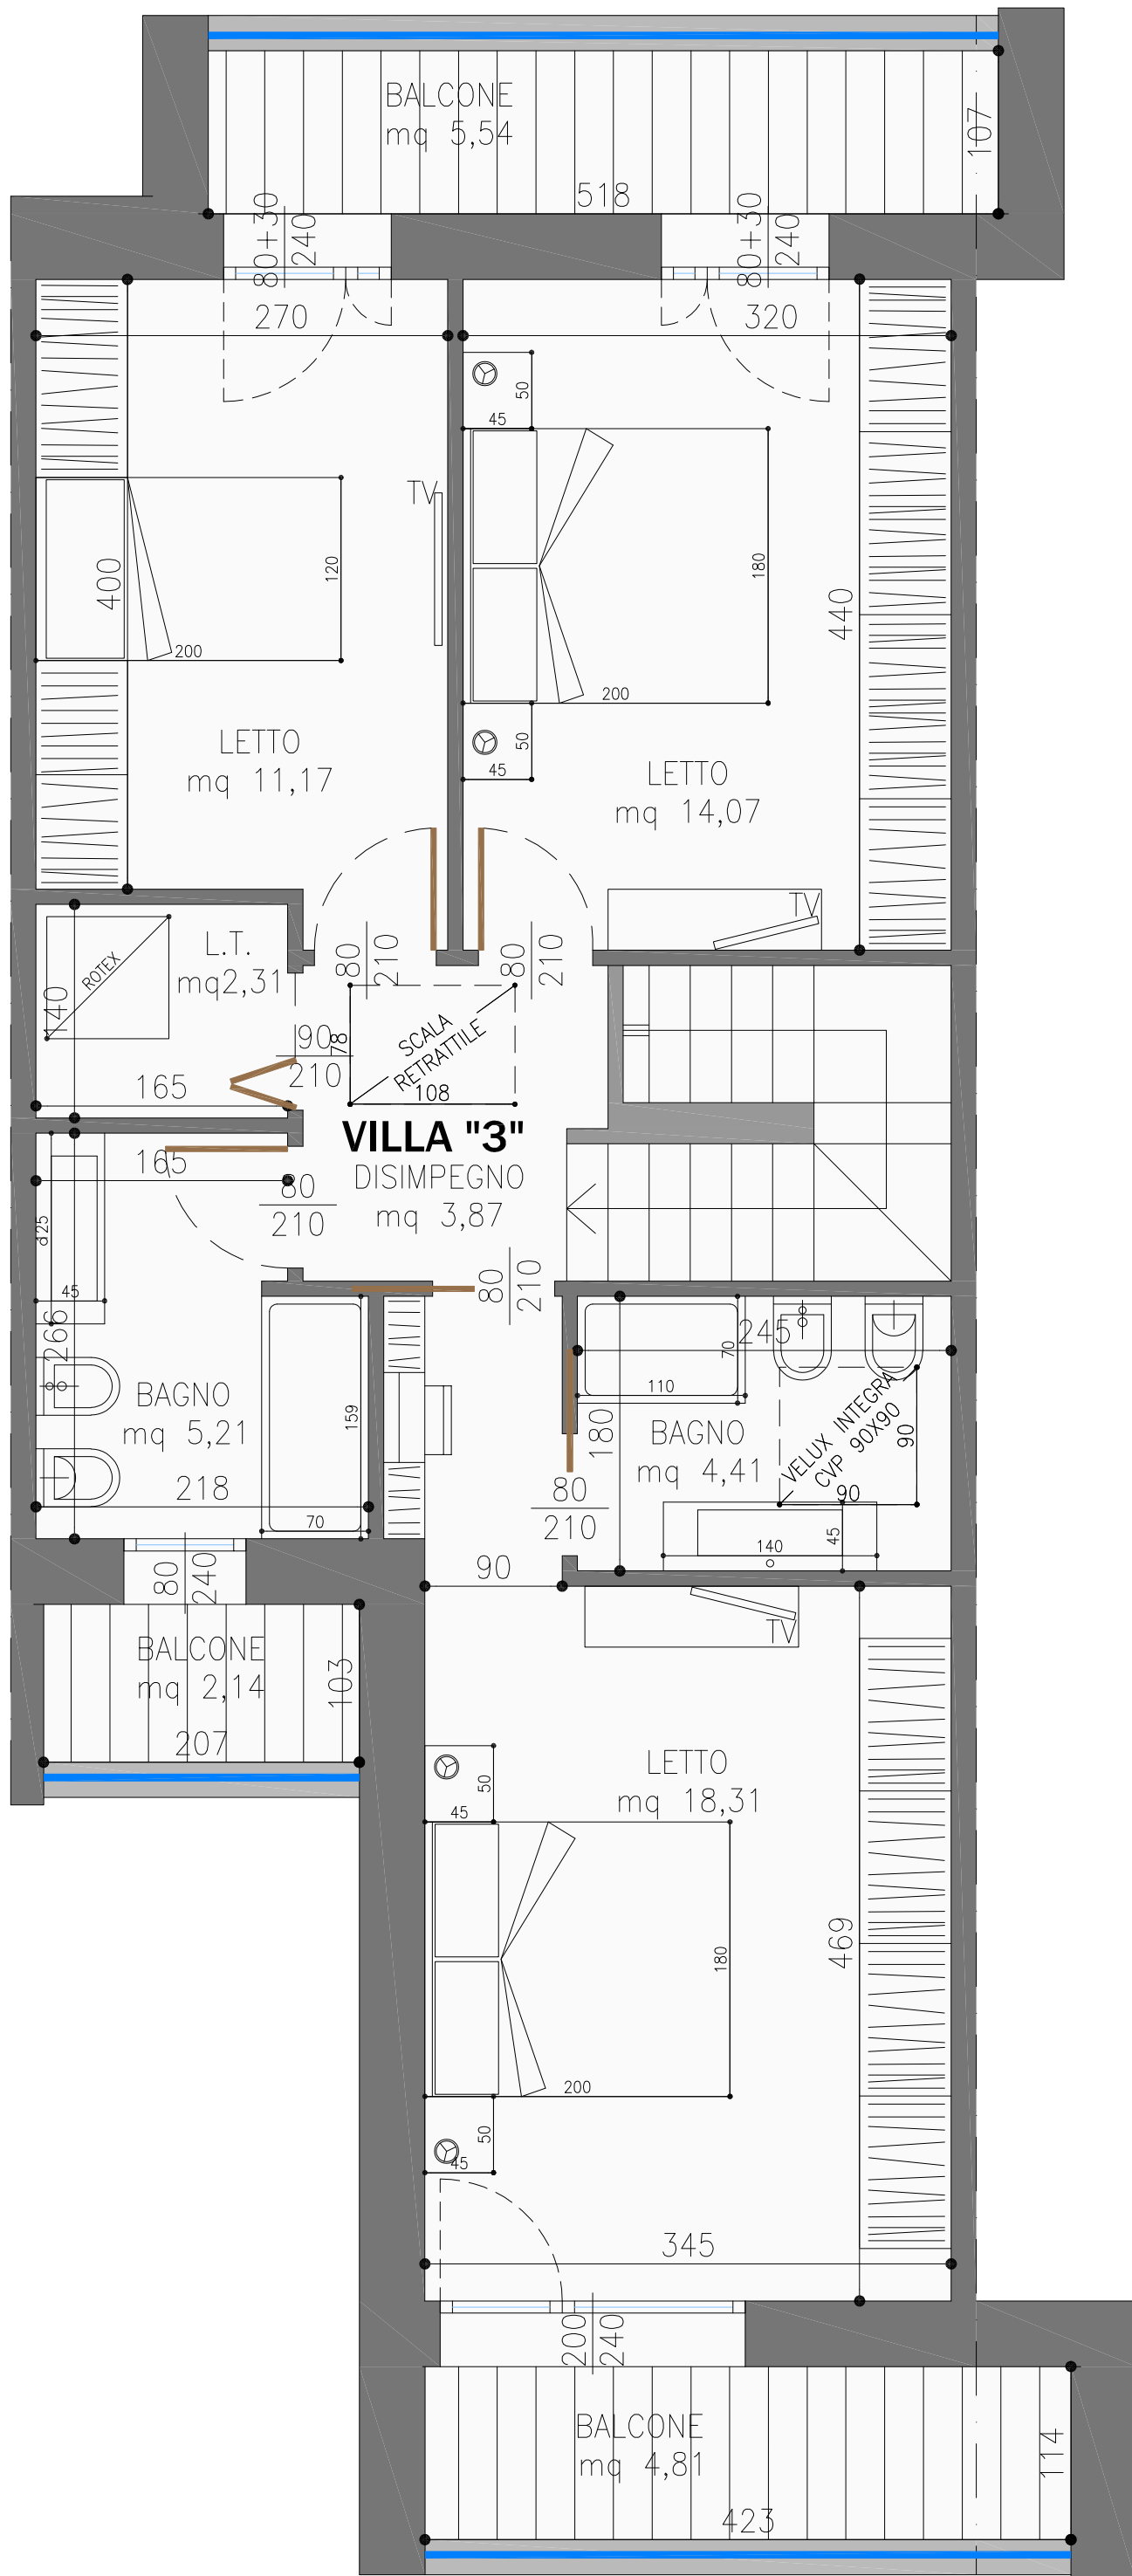 BALCONE
mq 5,54
107
518
80+30
240
80+30
240
270
320
50
45
TV
400
120
200
180
440
200
50
45
LETTO
mq 11,17
LETTO
mq 14,07
TV
L.T.
mq2,31
ROTEX
140
80
210
80
210
90
210
78
SCALA
RETRATTILE
108
165
VILLA "3"
DISIMPEGNO
mq 3,87
165
80
210
125
45
266
80
210
245
70
110
159
BAGNO
mq 5,21
218
70
180
BAGNO
mq 4,41
VELUX INTEGRA
CVP 90X90
90
90
80
210
140
45
90
80
240
TV
BALCONE
mq 2,14
103
207
LETTO
mq 18,31
50
45
180
469
200
50
45
345
200
240
BALCONE
mq 4,81
114
423